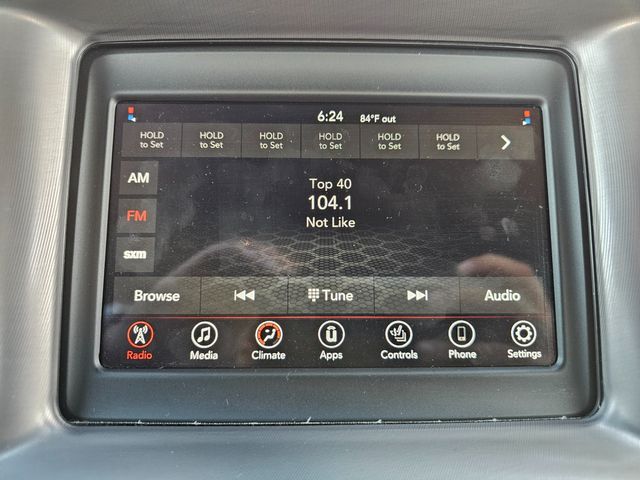 6:24 84°F out
HOLD to Set HOLD to Set HOLD to Set HOLD to Set HOLD to Set HOLD to Set
AM
Top 40
104.1
FM
Not Like
sxm
Browse Tune Audio
Radio Media Climate Apps Controls Phone Settings